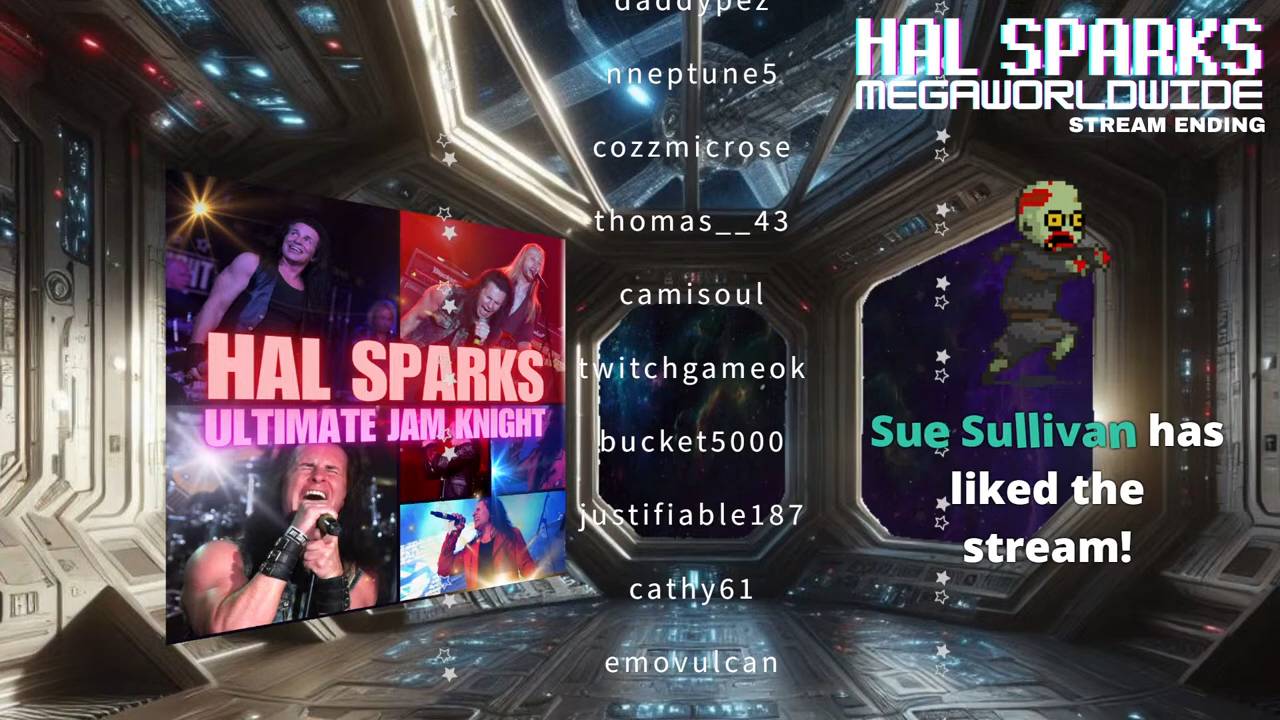 daddypez
nneptune5
cozzmicrose
thomas__43
camisoul
twitchgameok
bucket5000
justifiable187
cathy61
emovulcan
HAL SPARKS
MEGAWORLDWIDE
STREAM ENDING
HAL SPARKS
ULTIMATE JAM KNIGHT
Sue Sullivan has
liked the
stream!